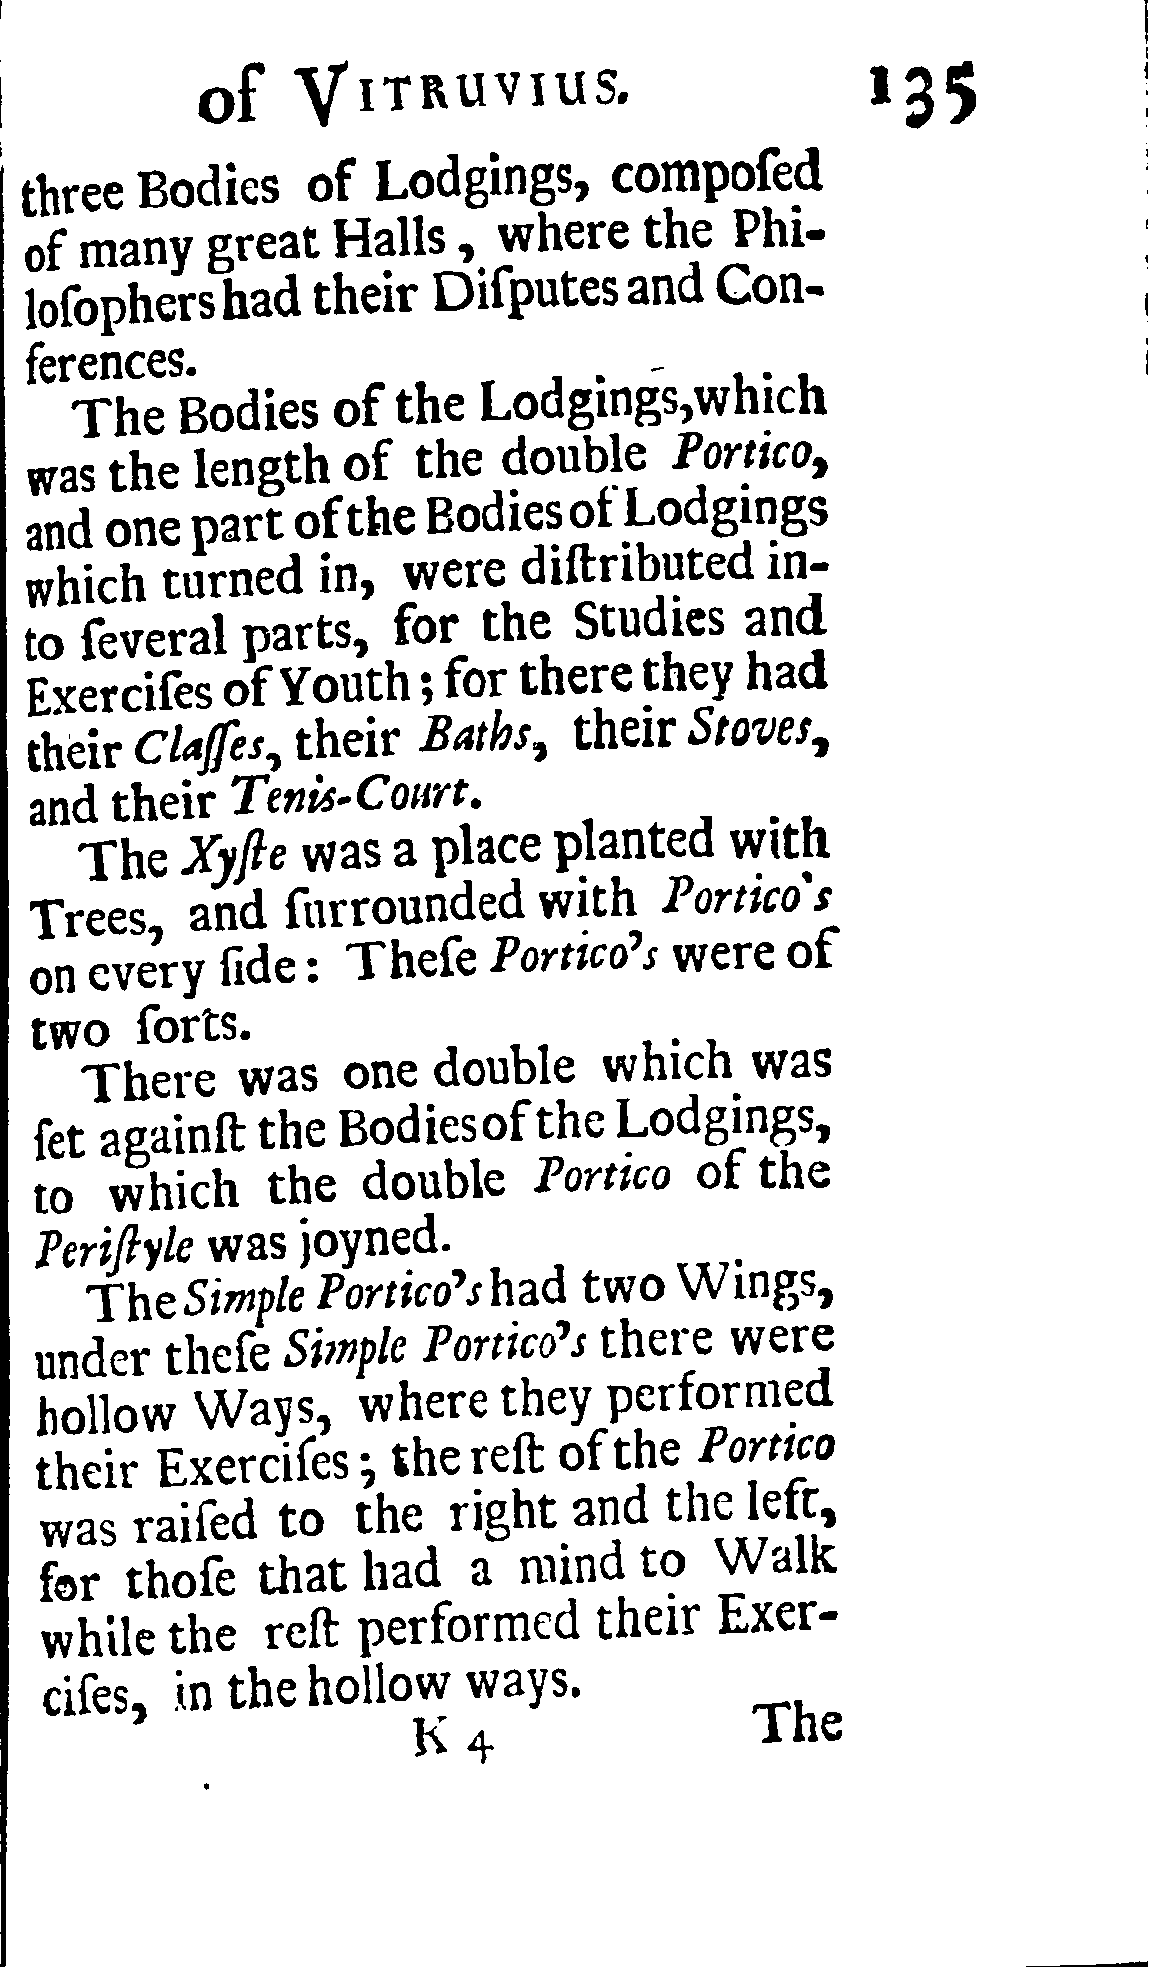 of VITRUVIUS. 135
three Bodies of Lodgings, compoſed
of many great Halls, where the Phi-
loſophers had their Diſputes and Con-
ferences.
The Bodies of the Lodgings, which
was the length of the double Portico,
and one part of the Bodies of Lodgings
which turned in, were diſtributed in-
to ſeveral parts, for the Studies and
Exerciſes of Youth; for there they had
their Claſſes, their Baths, their Stoves,
and their Tenis-Court.
The Xyſte was a place planted with
Trees, and ſurrounded with Portico's
on every ſide: Theſe Portico's were of
two ſorts.
There was one double which was
ſet againſt the Bodies of the Lodgings,
to which the double Portico of the
Periſtyle was joyned.
The Simple Portico's had two Wings,
under theſe Simple Portico's there were
hollow Ways, where they performed
their Exerciſes; the reſt of the Portico
was raiſed to the right and the left,
for thoſe that had a mind to Walk
while the reſt performed their Exer-
ciſes, in the hollow ways.
K 4 The